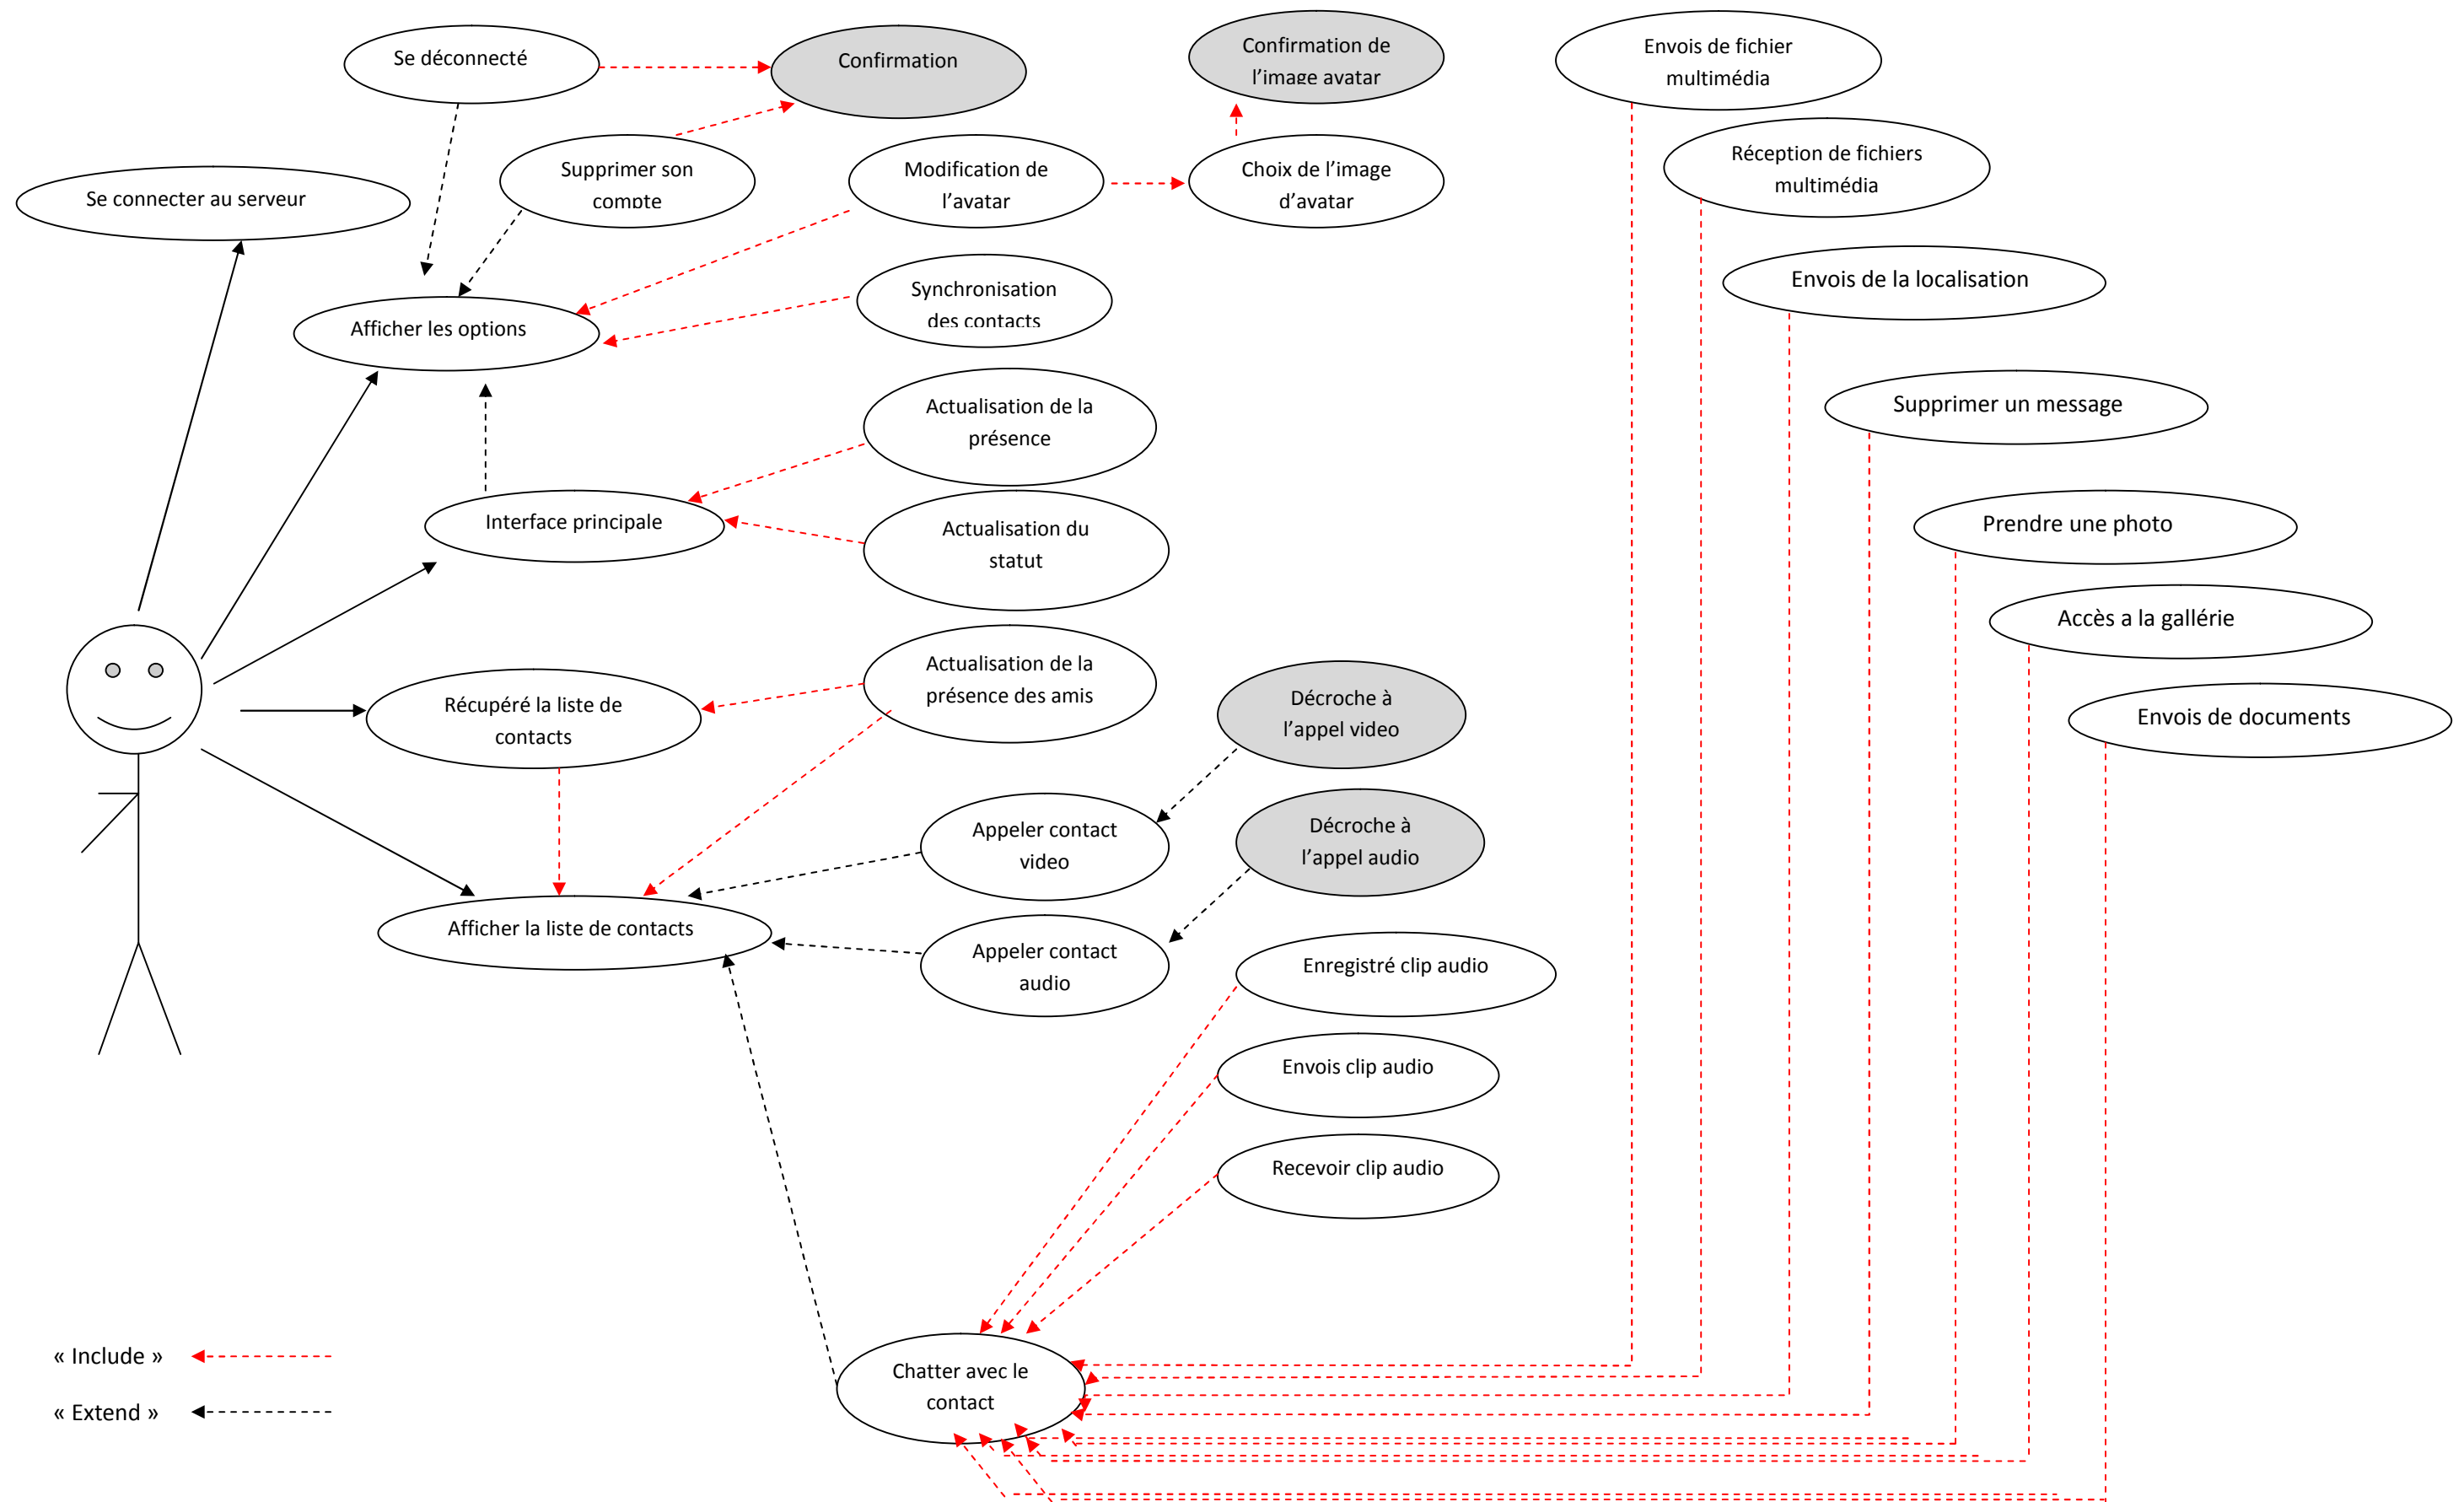 Se déconnecté
Confirmation
Confirmation de
l’image avatar
Envois de fichier
multimédia
Réception de fichiers
multimédia
Se connecter au serveur
Supprimer son
compte
Modification de
l’avatar
Choix de l’image
d’avatar
Envois de la localisation
Synchronisation
des contacts
Afficher les options
Actualisation de la
présence
Supprimer un message
Interface principale
Actualisation du
statut
Prendre une photo
Accès a la gallérie
Récupéré la liste de
contacts
Actualisation de la
présence des amis
Décroche à
l’appel video
Envois de documents
Appeler contact
video
Décroche à
l’appel audio
Afficher la liste de contacts
Appeler contact
audio
Enregistré clip audio
Envois clip audio
Recevoir clip audio
« Include »
Chatter avec le
contact
« Extend »